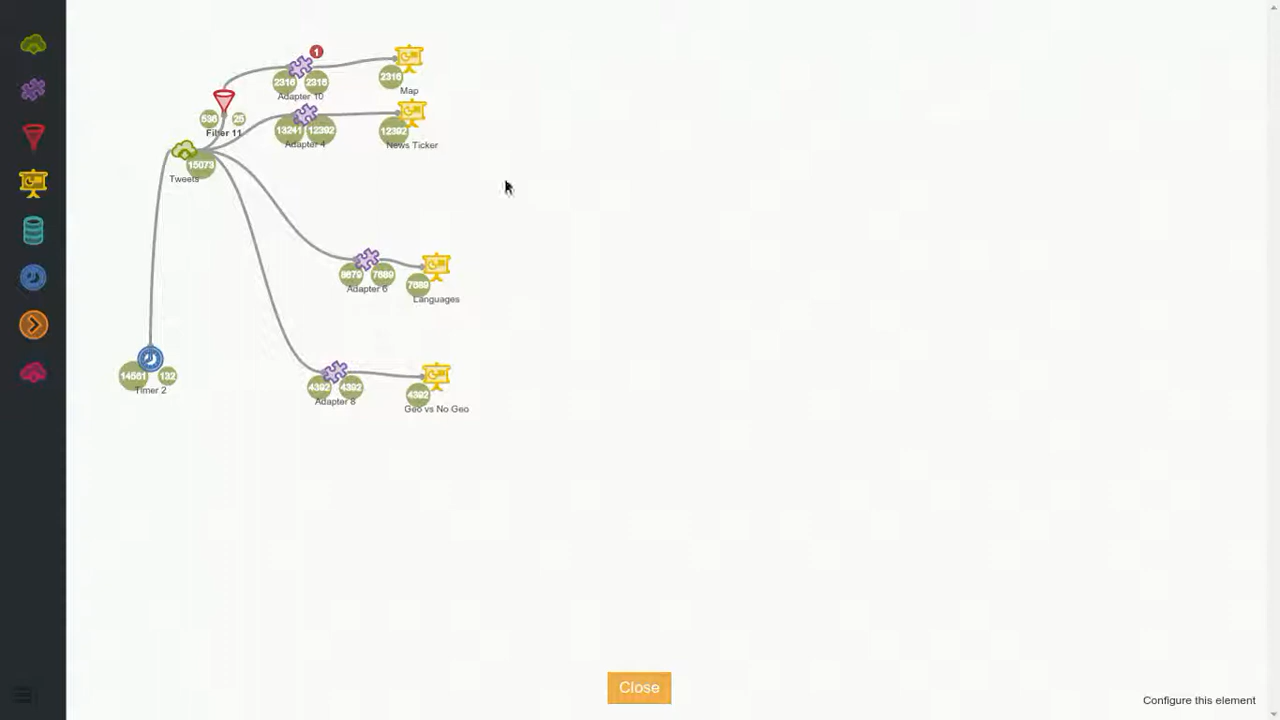 1
2316 2316
Adapter 10
2316
Map
536 25
Filter 11
13241 12392
Adapter 4
12392
News Ticker
15073
Tweets
8679 7689
Adapter 6
7689
Languages
14561 132
Timer 2
4392 4392
Adapter 8
4392
Geo vs No Geo
Close
Configure this element